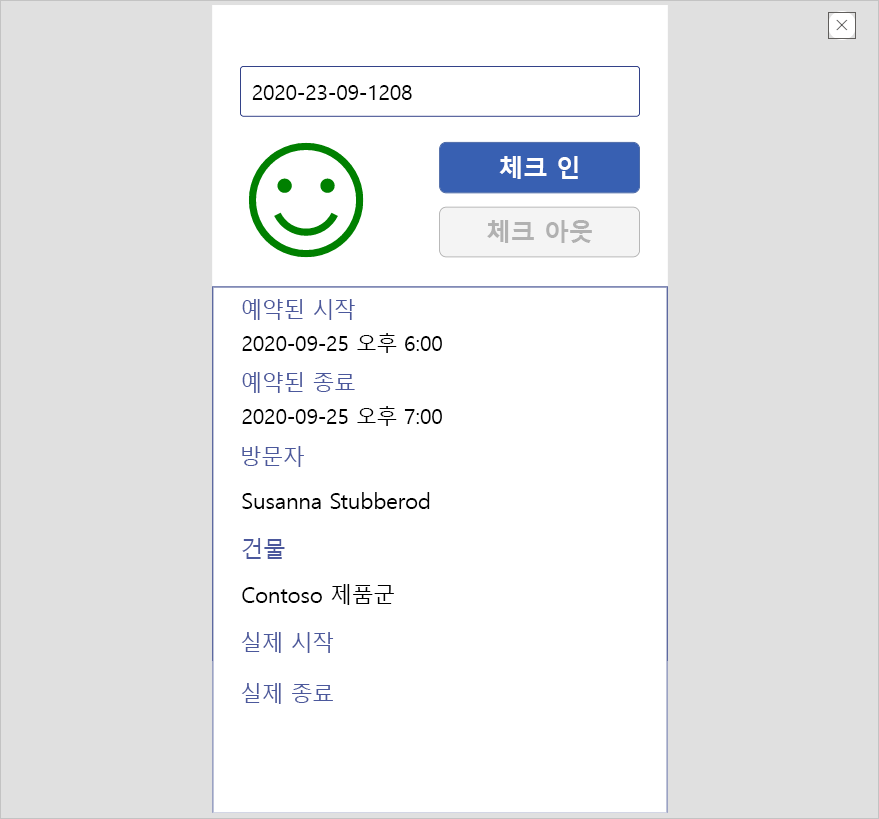 2020-23-09-1208
체크 인
체크 아웃
예약된 시작
2020-09-25 오후 6:00
예약된 종료
2020-09-25 오후 7:00
방문자
Susanna Stubberod
건물
Contoso 제품군
실제 시작
실제 종료